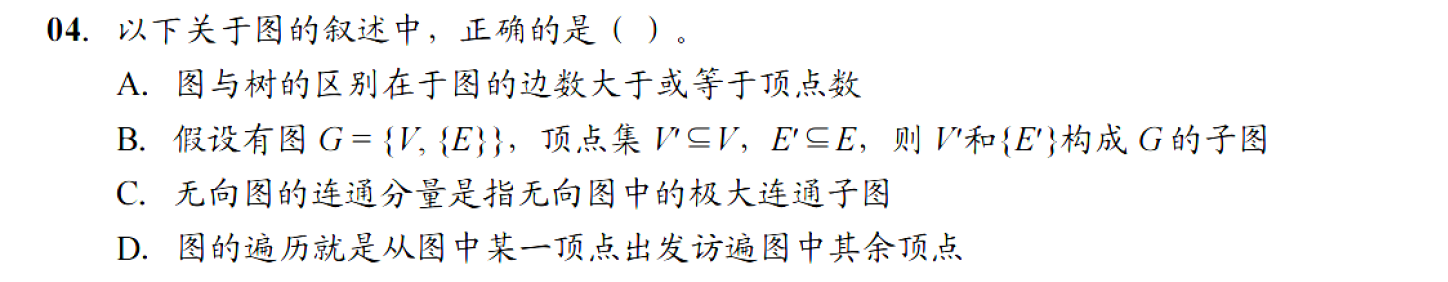 04. 以下关于图的叙述中，正确的是（ ）。
A. 图与树的区别在于图的边数大于或等于顶点数
B. 假设有图 G = {V, {E}}，顶点集 V′⊆V，E′⊆E，则 V′和{E′}构成 G 的子图
C. 无向图的连通分量是指无向图中的极大连通子图
D. 图的遍历就是从图中某一顶点出发访遍图中其余顶点